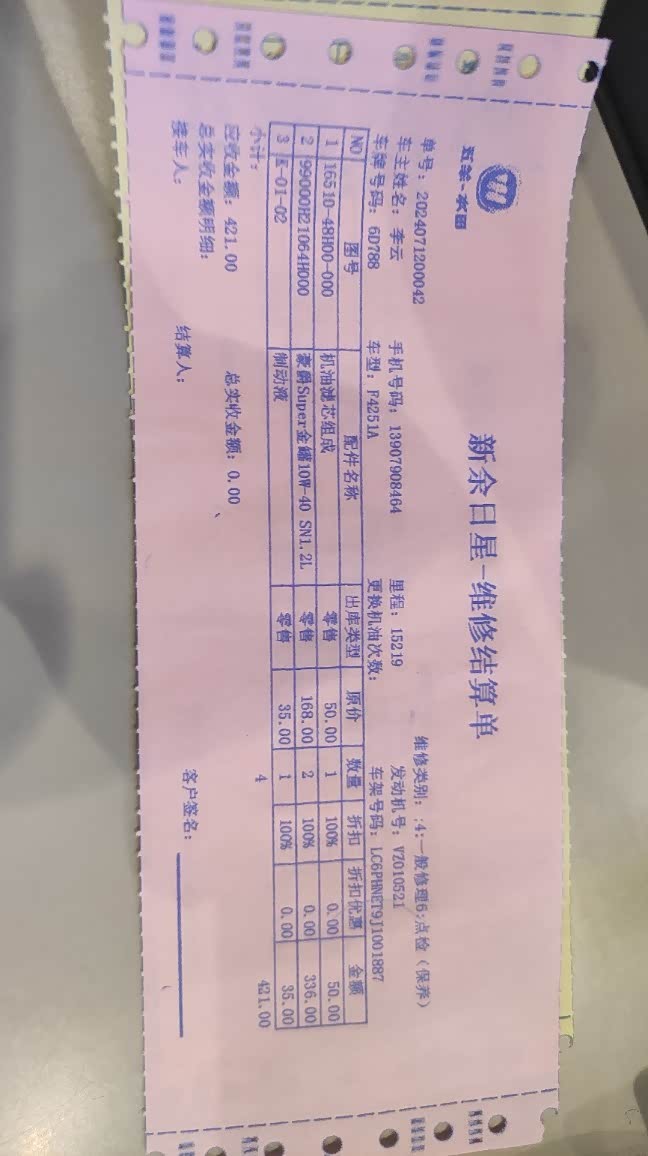 新余日星-维修结算单
五羊-本田
单号：2024071200042 维修类别：:4:一般修理6:点检（保养）
车主姓名：李云 手机号码：13907908464 里程：15219 发动机号：VZ010521
车牌号码：6D788 车型：F4251A 更换机油次数： 车架号码：LC6PHNET9J1001887
NO 图号 配件名称 出库类型 原价 数量 折扣 折扣优惠 金额
1 16510-48H00-000 机油滤芯组成 零售 50.00 1 100% 0.00 50.00
2 99000H21064H000 豪爵Super金罐10W-40 SN1.2L 零售 168.00 2 100% 0.00 336.00
3 -01-02 制动液 零售 35.00 1 100% 0.00 35.00
小计： 4 421.00
应收金额：421.00 总实收金额：0.00
总实收金额明细：
接车人： 结算人： 客户签名：